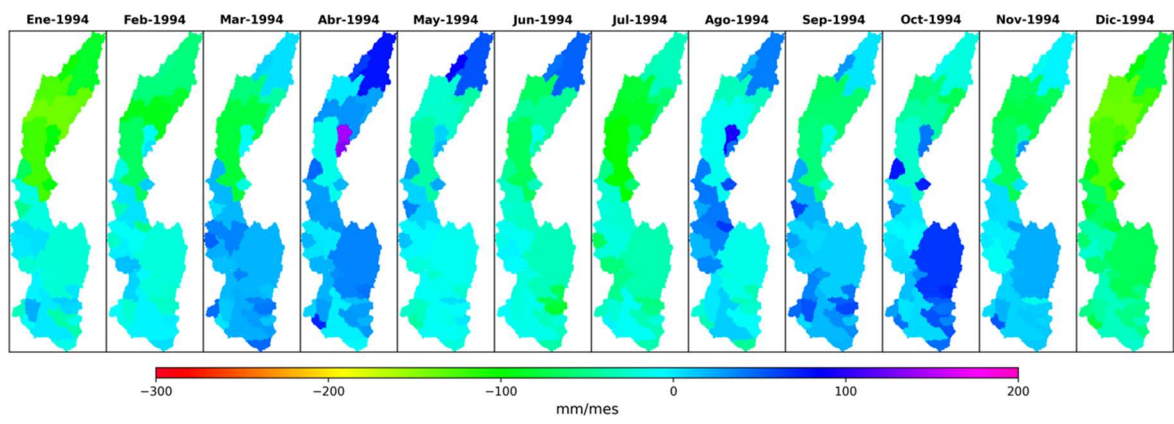 Ene-1994 Feb-1994 Mar-1994 Abr-1994 May-1994 Jun-1994 Jul-1994 Ago-1994 Sep-1994 Oct-1994 Nov-1994 Dic-1994
−300 −200 −100 0 100 200
mm/mes